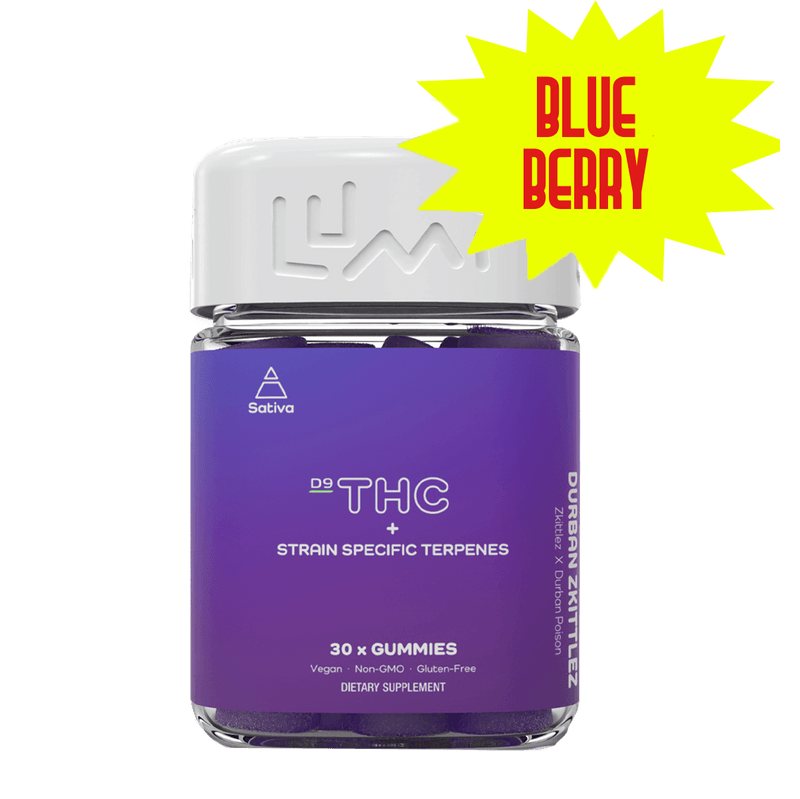 BLUE
BERRY
LUMI
Sativa
D9 THC
+
STRAIN SPECIFIC TERPENES
30 x GUMMIES
Vegan · Non-GMO · Gluten-Free
DIETARY SUPPLEMENT
DURBAN ZKITTLEZ
Zkittlez X Durban Poison